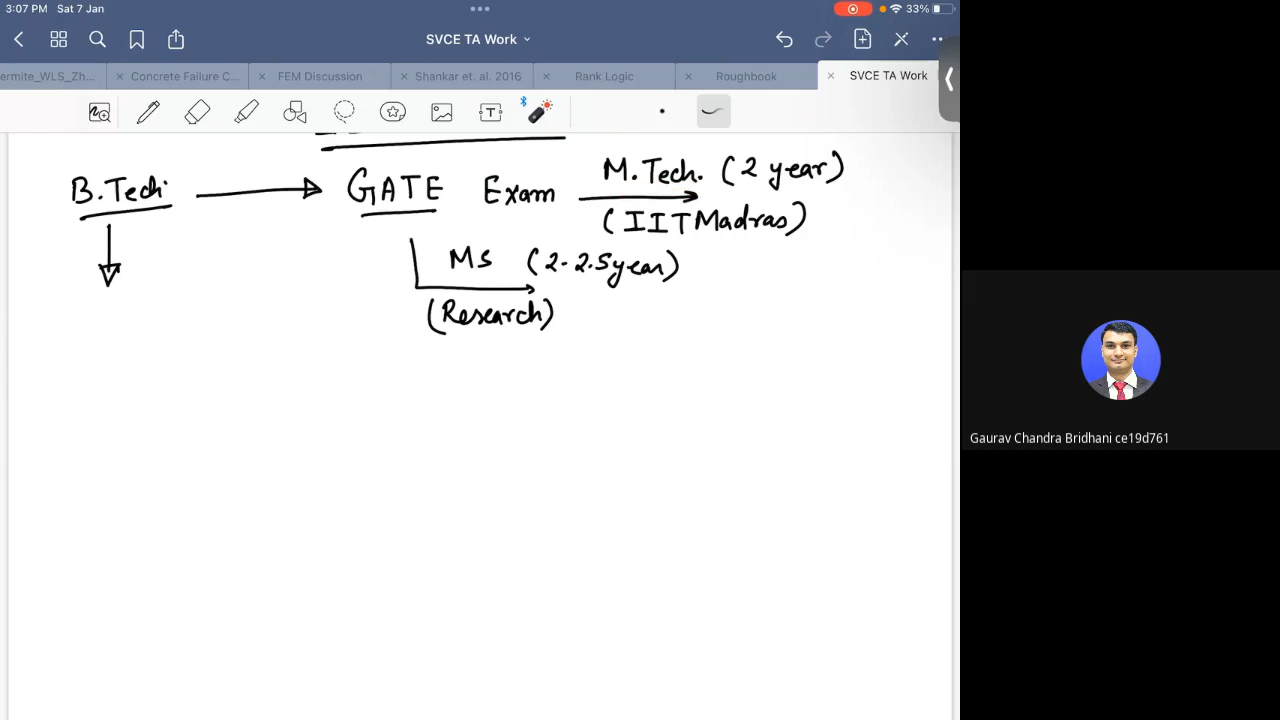 3:07 PM Sat 7 Jan
33%
SVCE TA Work
ermite_WLS_Zh...
Concrete Failure C...
FEM Discussion
Shankar et. al. 2016
Rank Logic
Roughbook
SVCE TA Work
B.Tech.
GATE Exam
M.Tech. (2 year)
(IIT Madras)
MS (2-2.5 year)
(Research)
Gaurav Chandra Bridhani ce19d761